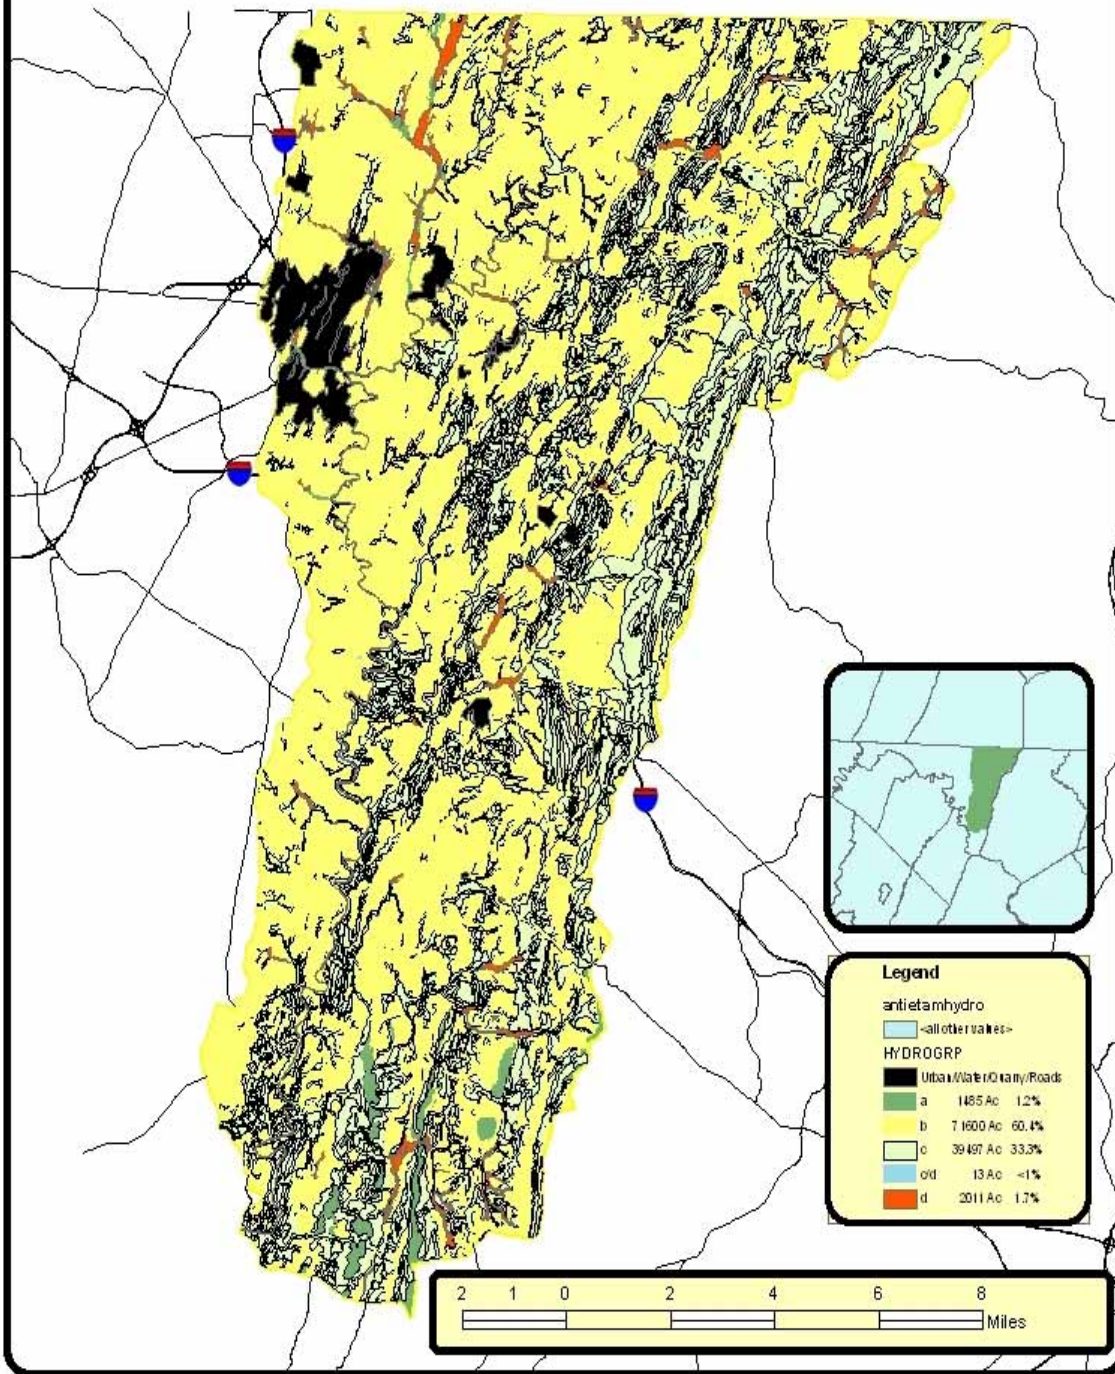 Legend
antietamhydro
<all other values>
HYDROGRP
Urban/Water/Quarry/Roads
a 1485 Ac 1.2%
b 71600 Ac 60.4%
c 39497 Ac 33.3%
c/d 13 Ac <1%
d 2011 Ac 1.7%
2 1 0 2 4 6 8
Miles